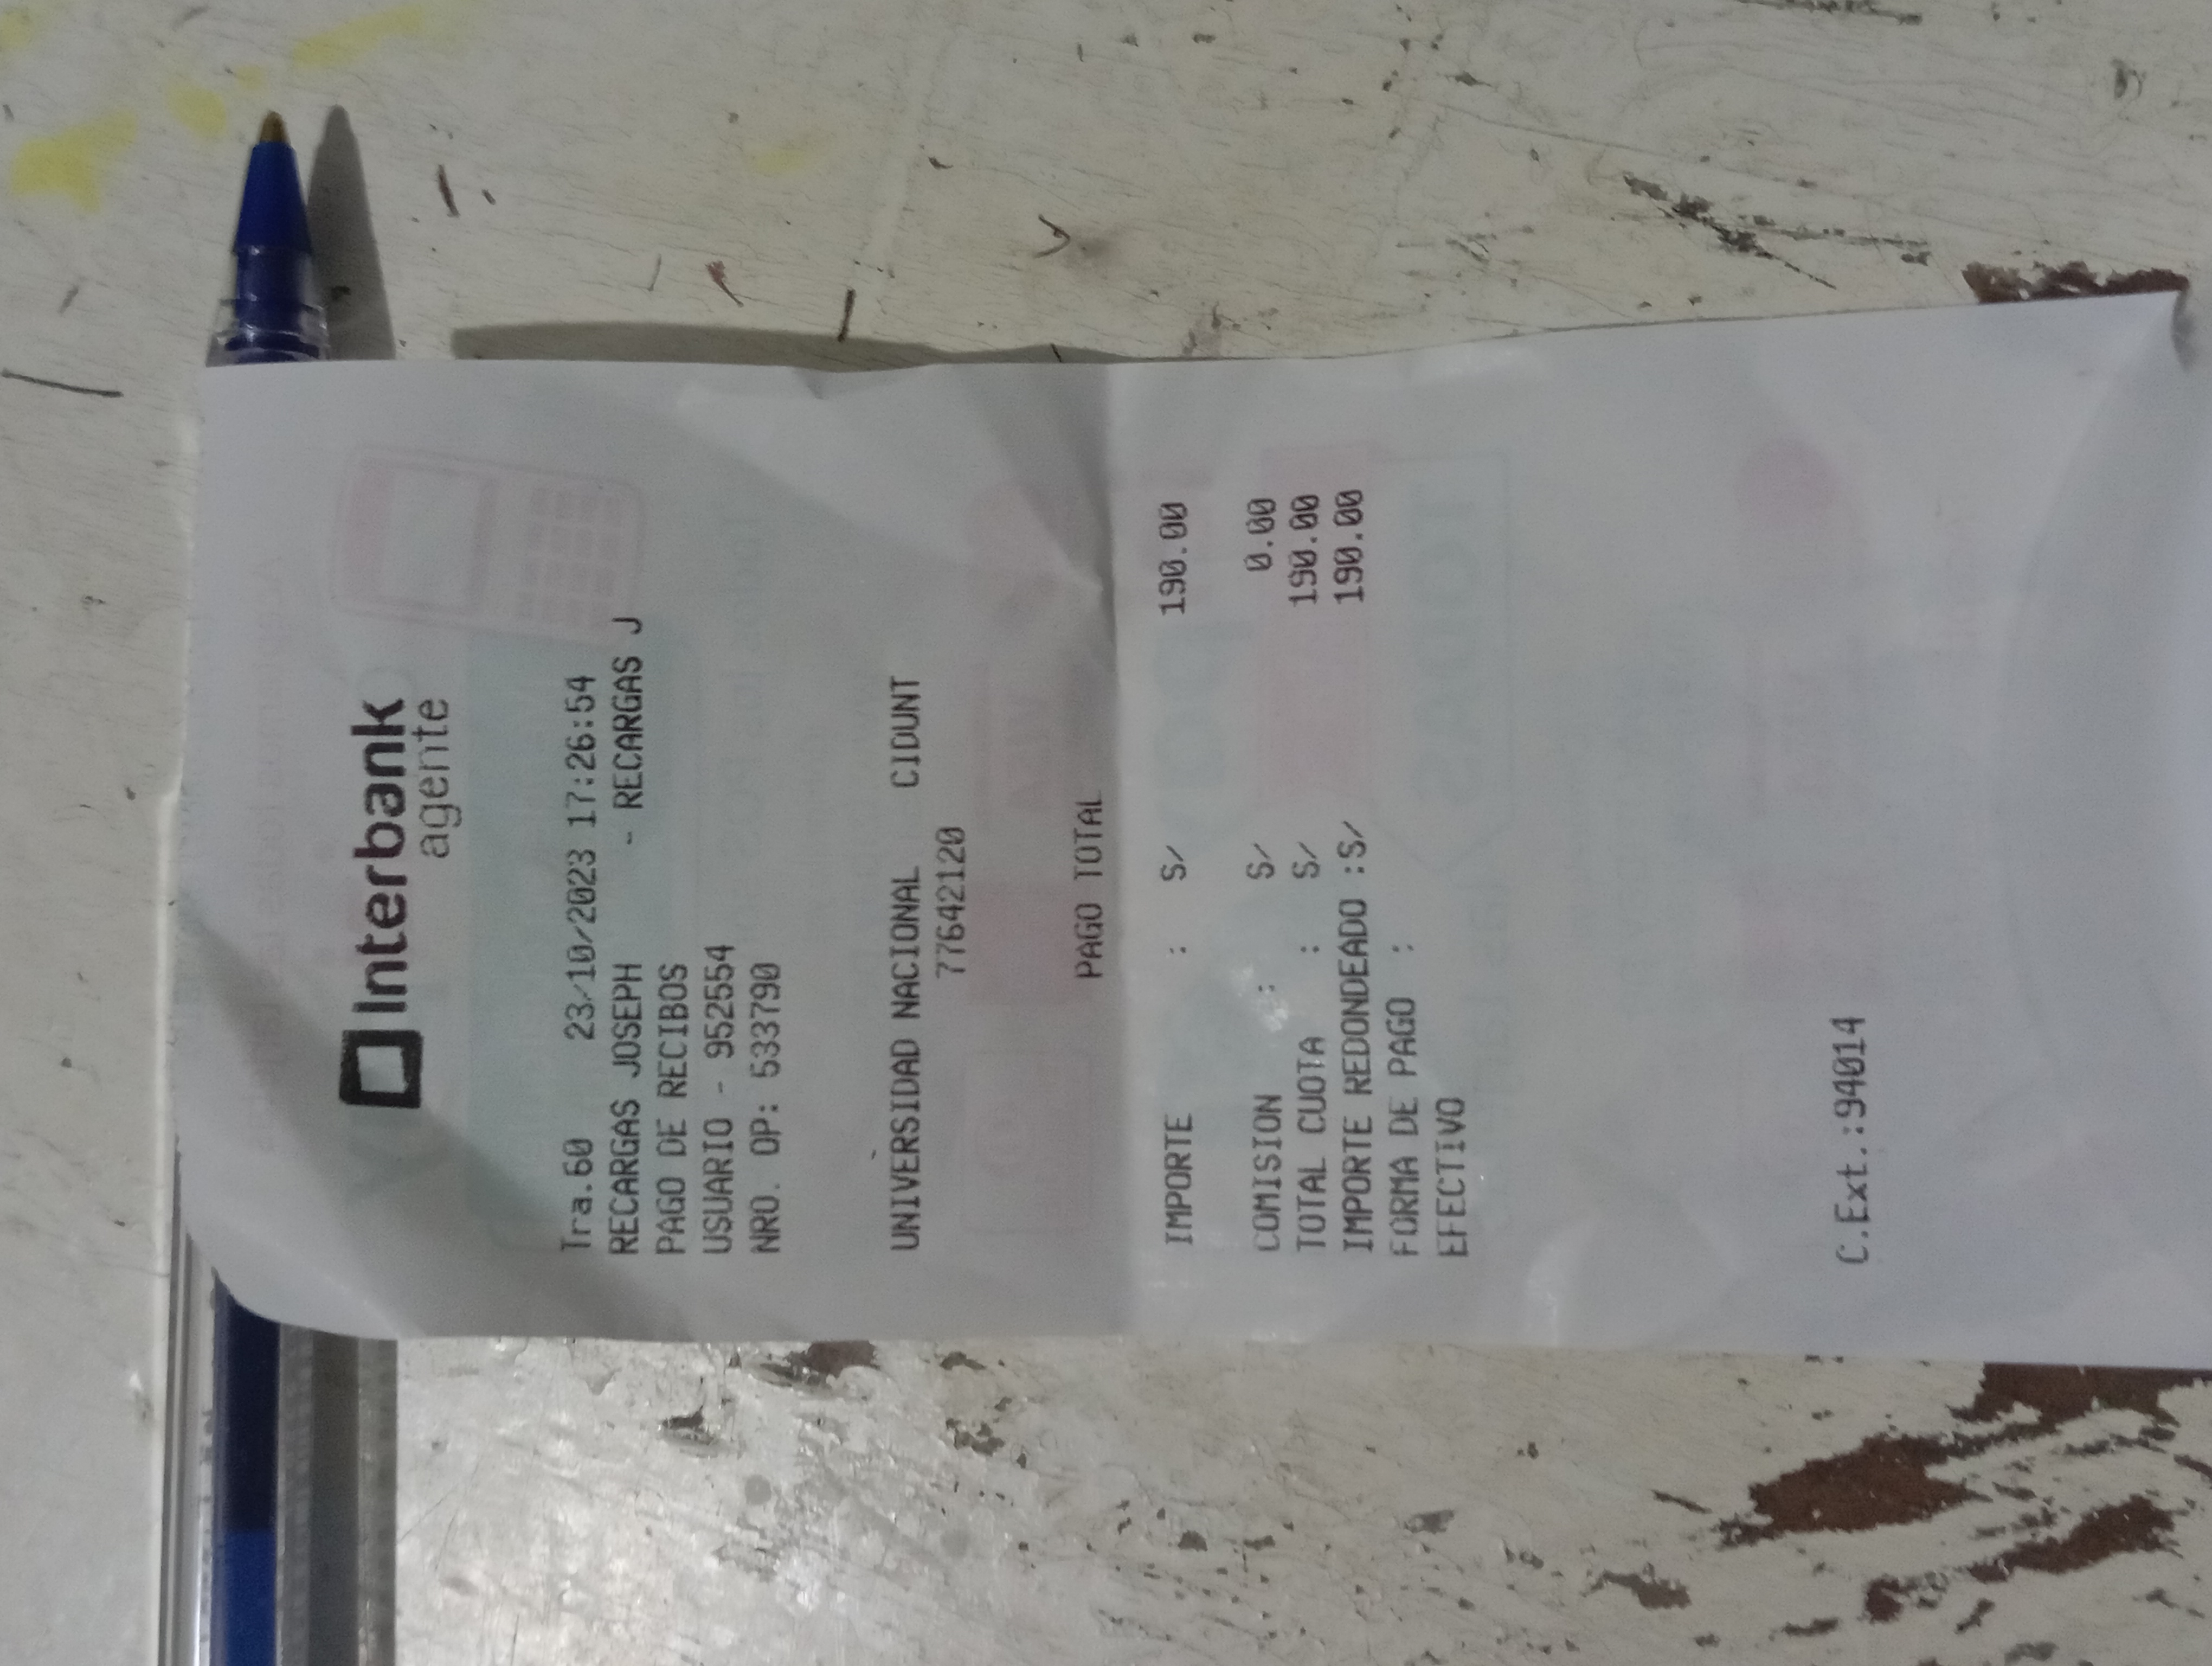 Interbank
agente
Tra.60 23/10/2023 17:26:54
RECARGAS JOSEPH - RECARGAS J
PAGO DE RECIBOS
USUARIO - 952554
NRO. OP: 533790
UNIVERSIDAD NACIONAL CIDUNT
77642120
PAGO TOTAL
IMPORTE : S/ 190.00
COMISION : S/ 0.00
TOTAL CUOTA : S/ 190.00
IMPORTE REDONDEADO :S/ 190.00
FORMA DE PAGO :
EFECTIVO
C.Ext.:94014